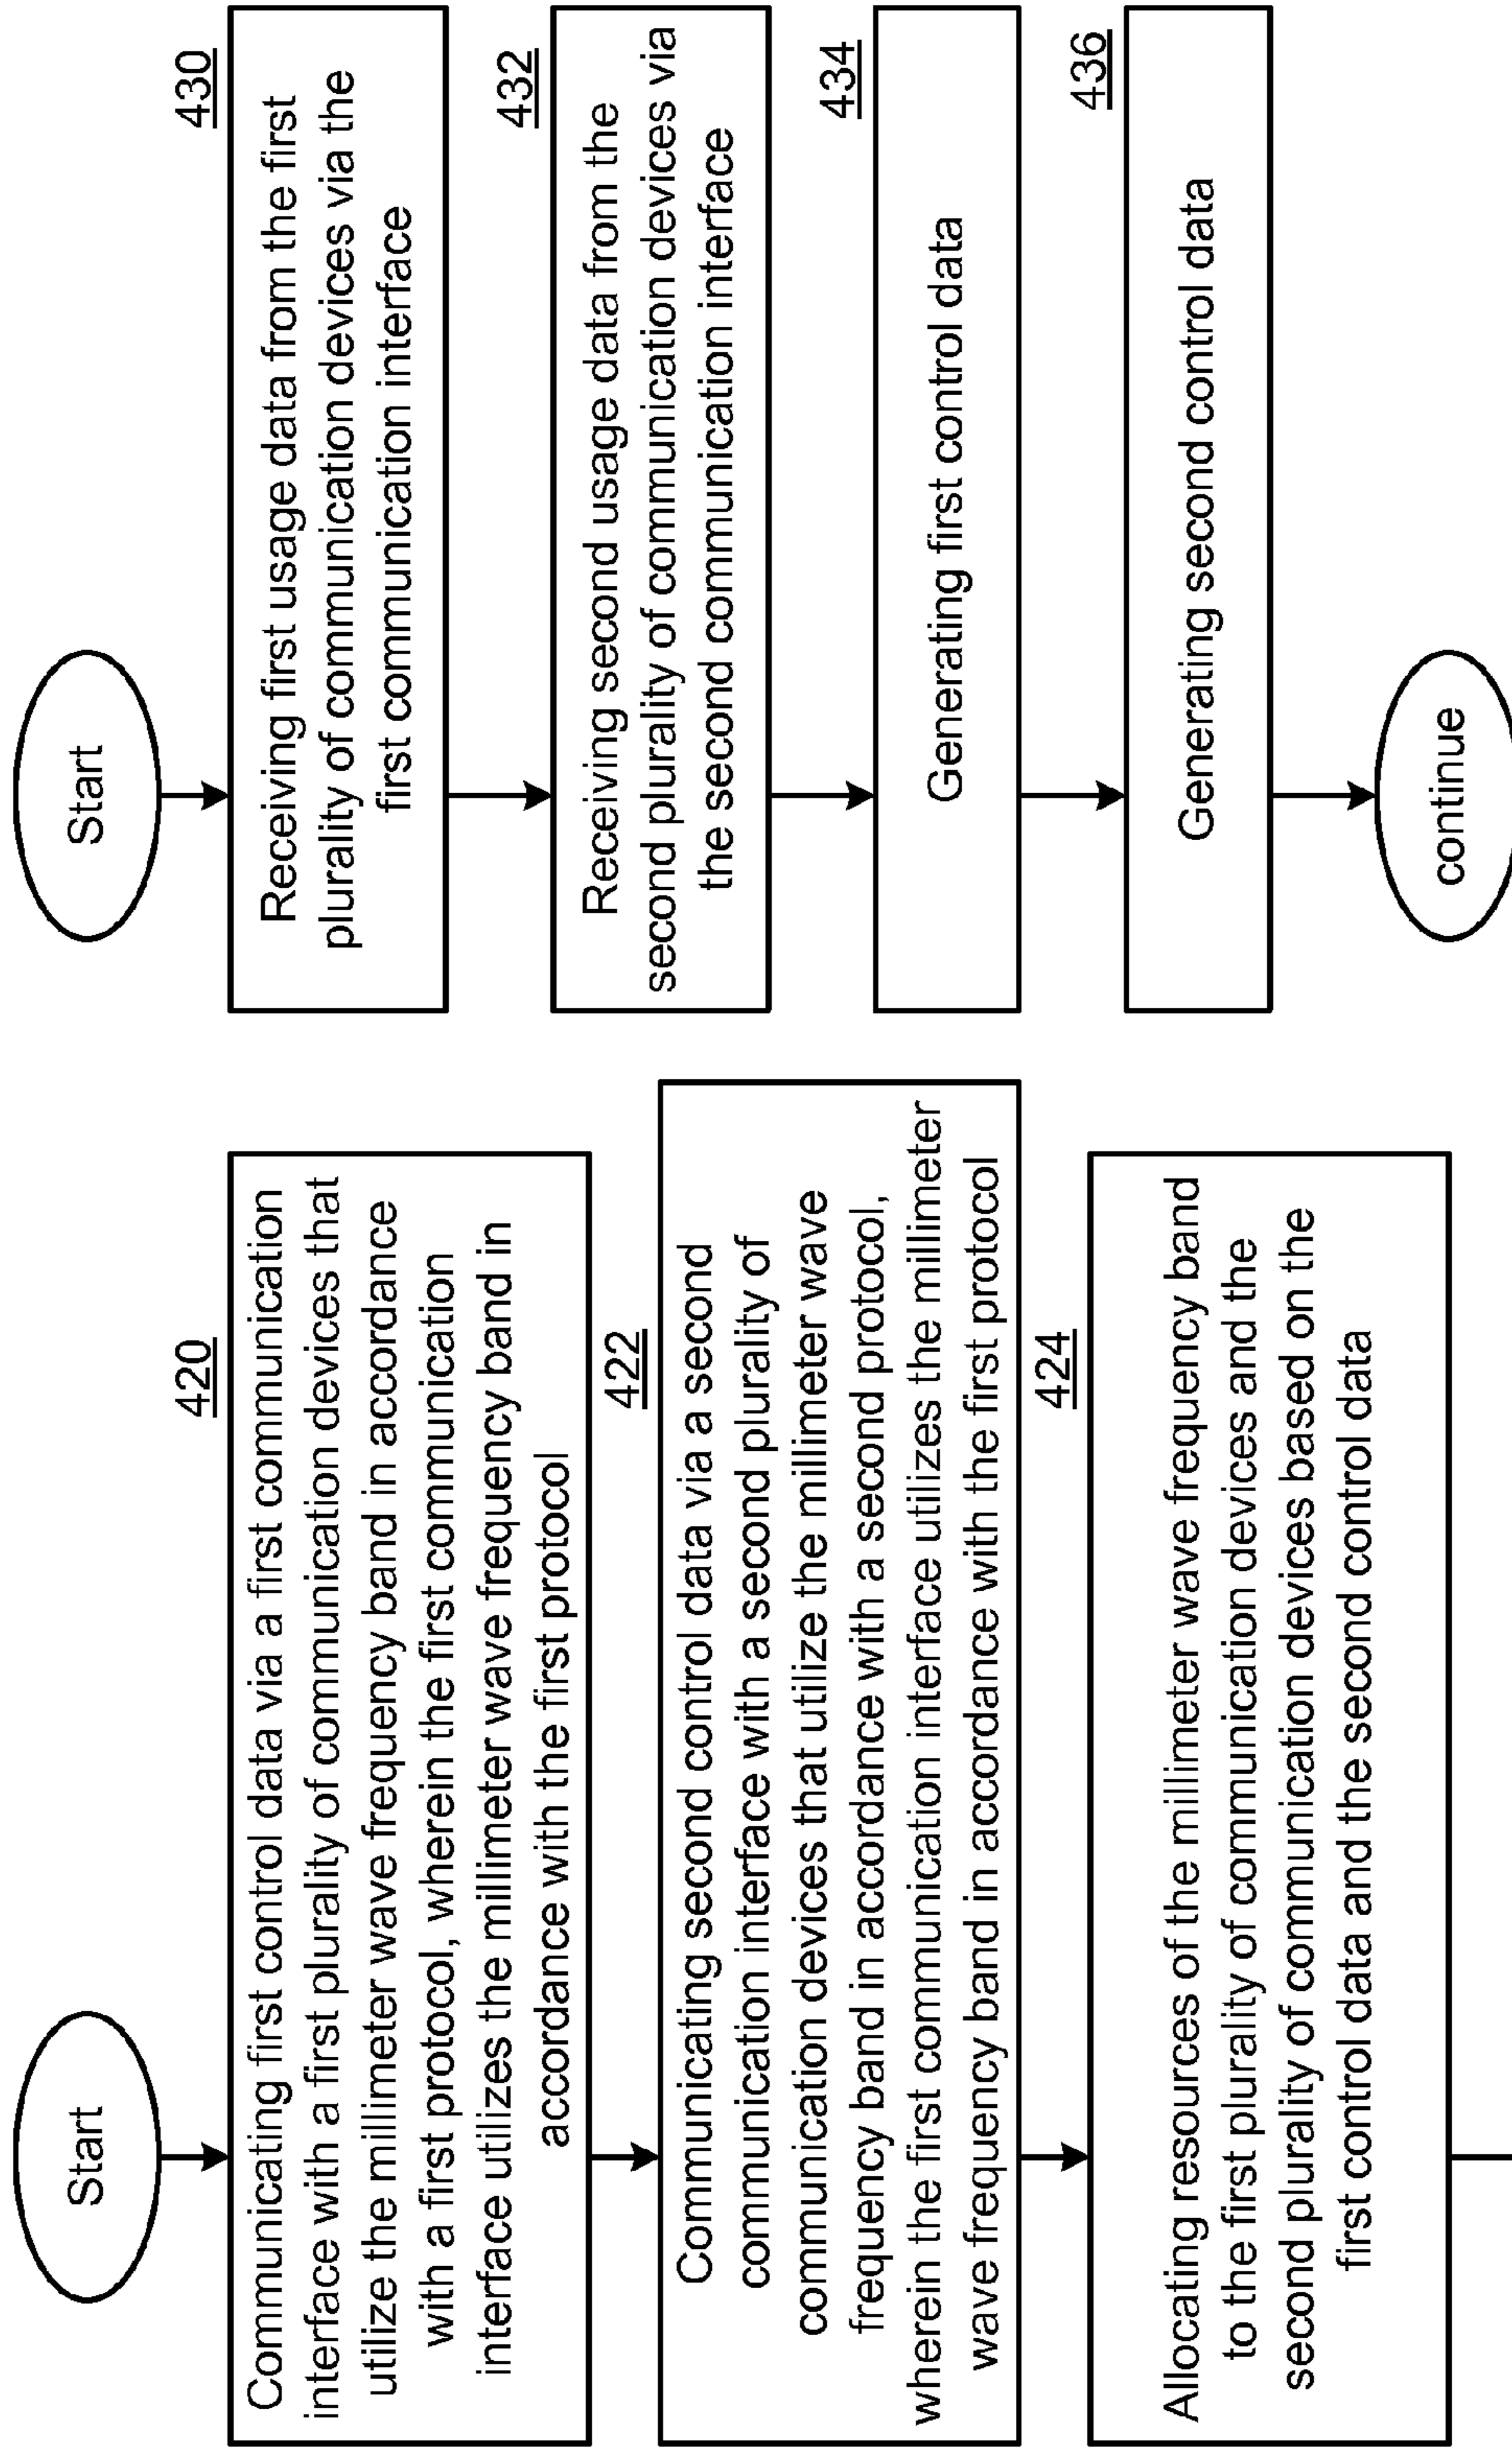 Start
420
Communicating first control data via a first communication
interface with a first plurality of communication devices that
utilize the millimeter wave frequency band in accordance
with a first protocol, wherein the first communication
interface utilizes the millimeter wave frequency band in
accordance with the first protocol
422
Communicating second control data via a second
communication interface with a second plurality of
communication devices that utilize the millimeter wave
frequency band in accordance with a second protocol,
wherein the first communication interface utilizes the millimeter
wave frequency band in accordance with the first protocol
424
Allocating resources of the millimeter wave frequency band
to the first plurality of communication devices and the
second plurality of communication devices based on the
first control data and the second control data
Start
430
Receiving first usage data from the first
plurality of communication devices via the
first communication interface
432
Receiving second usage data from the
second plurality of communication devices via
the second communication interface
434
Generating first control data
436
Generating second control data
continue